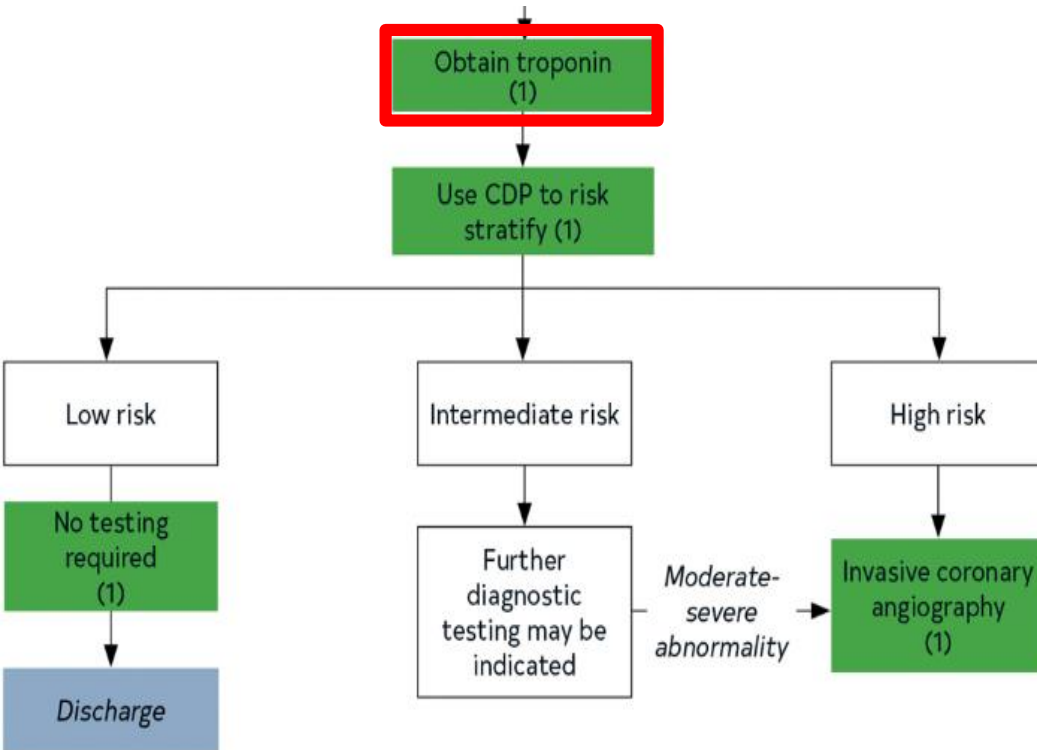 Obtain troponin
(1)
Use CDP to risk
stratify (1)
Low risk
Intermediate risk
High risk
No testing
required
(1)
Further
diagnostic
testing may be
indicated
Moderate-
severe
abnormality
Invasive coronary
angiography
(1)
Discharge